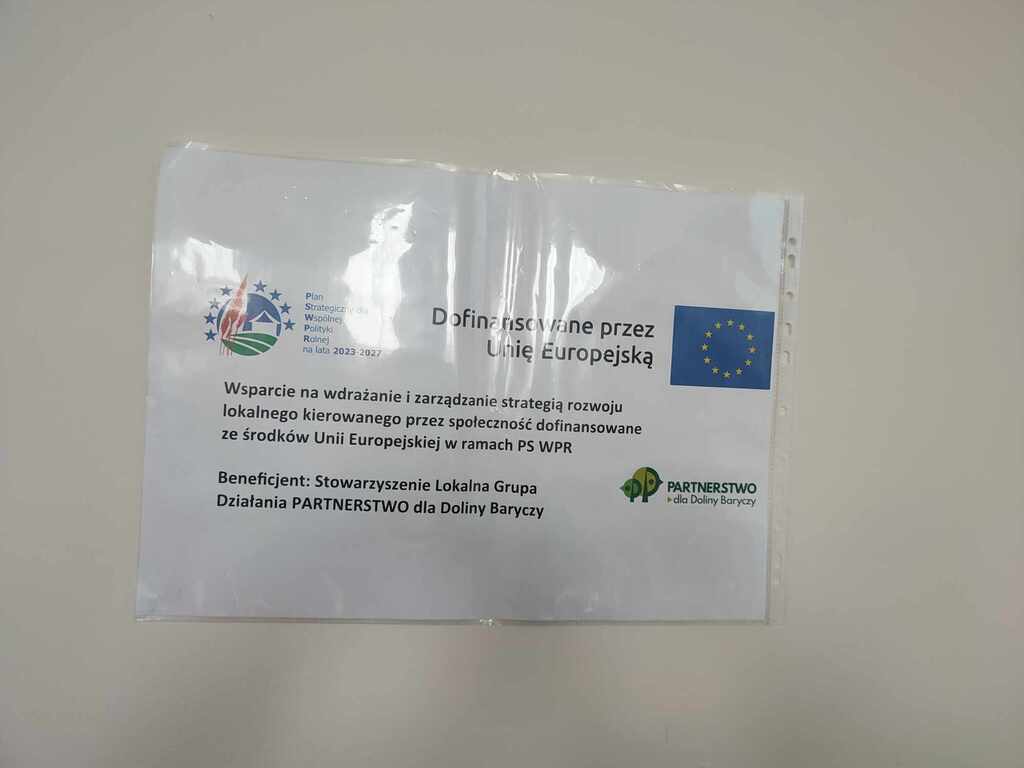 Plan
Strategiczny dla
Wspólnej
Polityki
Rolnej
na lata 2023-2027
Dofinansowane przez
Unię Europejską
Wsparcie na wdrażanie i zarządzanie strategią rozwoju
lokalnego kierowanego przez społeczność dofinansowane
ze środków Unii Europejskiej w ramach PS WPR
Beneficjent: Stowarzyszenie Lokalna Grupa
Działania PARTNERSTWO dla Doliny Baryczy
PARTNERSTWO
dla Doliny Baryczy